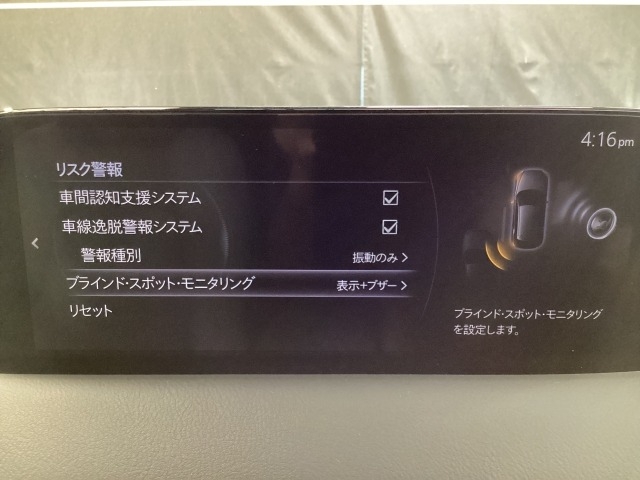 4:16pm
リスク警報
車間認知支援システム
車線逸脱警報システム
警報種別 振動のみ
ブラインド・スポット・モニタリング 表示+ブザー
リセット
ブラインド・スポット・モニタリング
を設定します。